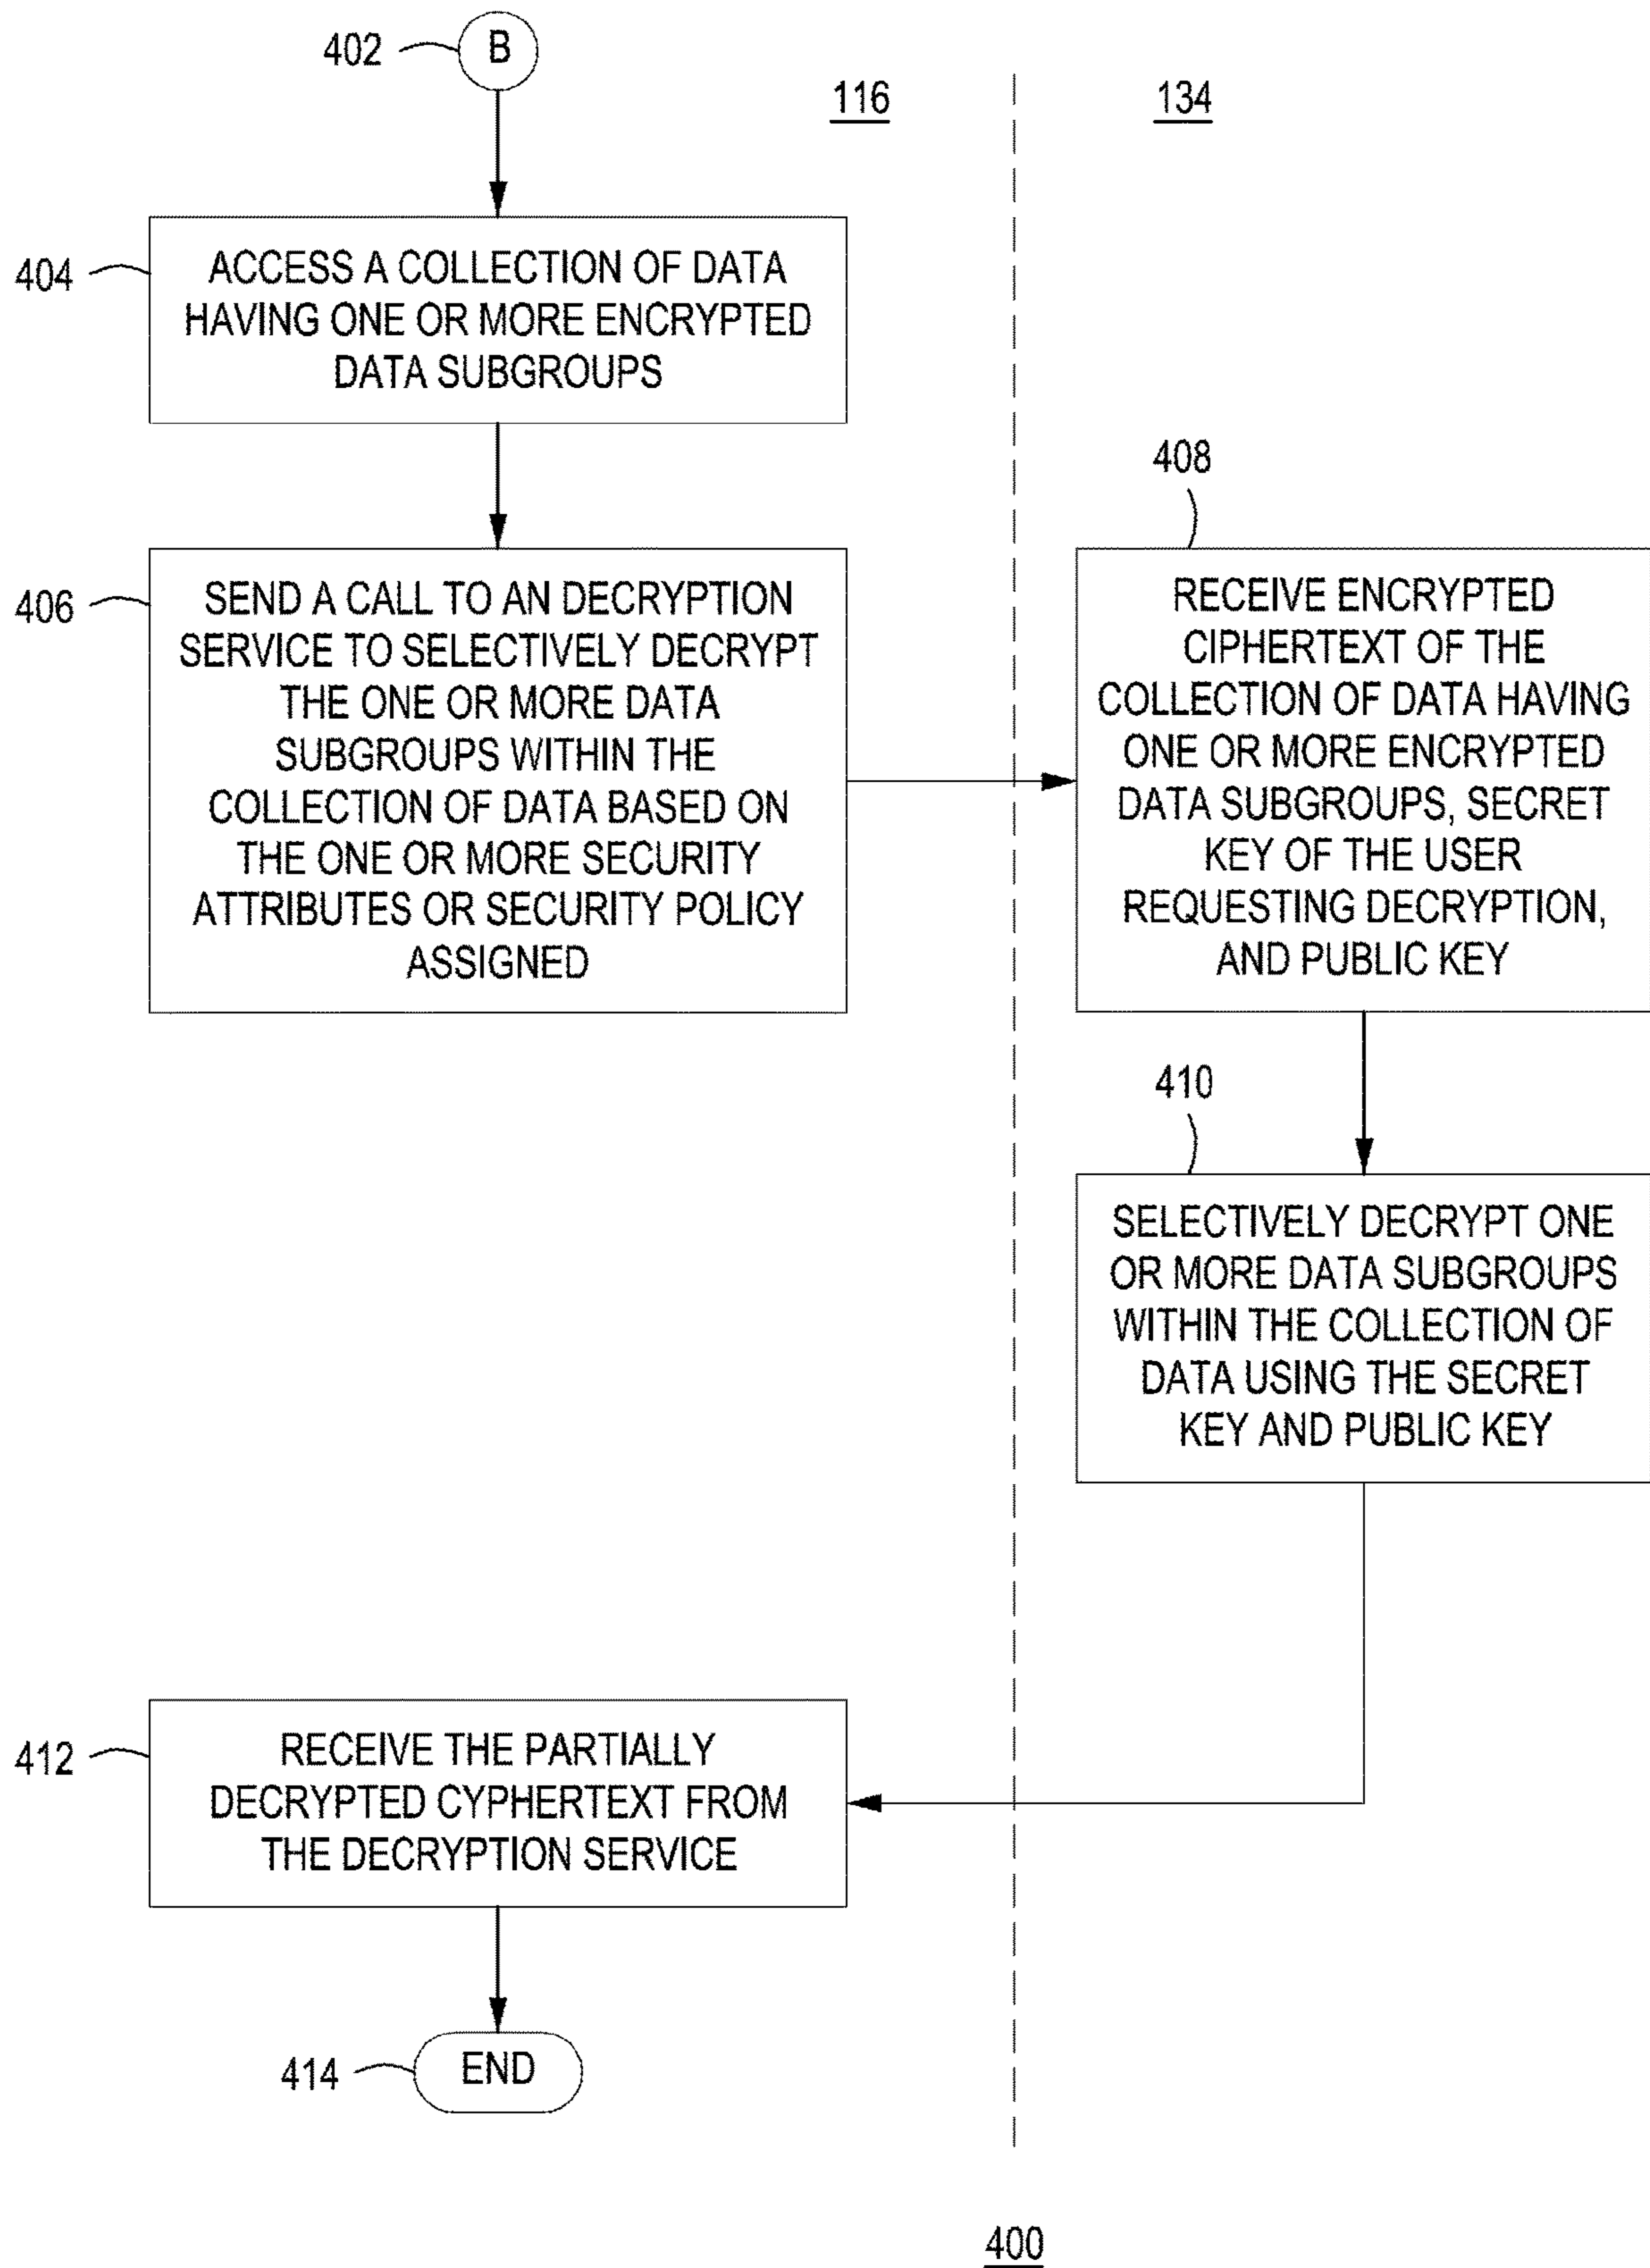 402
B
116
134
404
ACCESS A COLLECTION OF DATA
HAVING ONE OR MORE ENCRYPTED
DATA SUBGROUPS
406
SEND A CALL TO AN DECRYPTION
SERVICE TO SELECTIVELY DECRYPT
THE ONE OR MORE DATA
SUBGROUPS WITHIN THE
COLLECTION OF DATA BASED ON
THE ONE OR MORE SECURITY
ATTRIBUTES OR SECURITY POLICY
ASSIGNED
408
RECEIVE ENCRYPTED
CIPHERTEXT OF THE
COLLECTION OF DATA HAVING
ONE OR MORE ENCRYPTED
DATA SUBGROUPS, SECRET
KEY OF THE USER
REQUESTING DECRYPTION,
AND PUBLIC KEY
410
SELECTIVELY DECRYPT ONE
OR MORE DATA SUBGROUPS
WITHIN THE COLLECTION OF
DATA USING THE SECRET
KEY AND PUBLIC KEY
412
RECEIVE THE PARTIALLY
DECRYPTED CYPHERTEXT FROM
THE DECRYPTION SERVICE
414
END
400